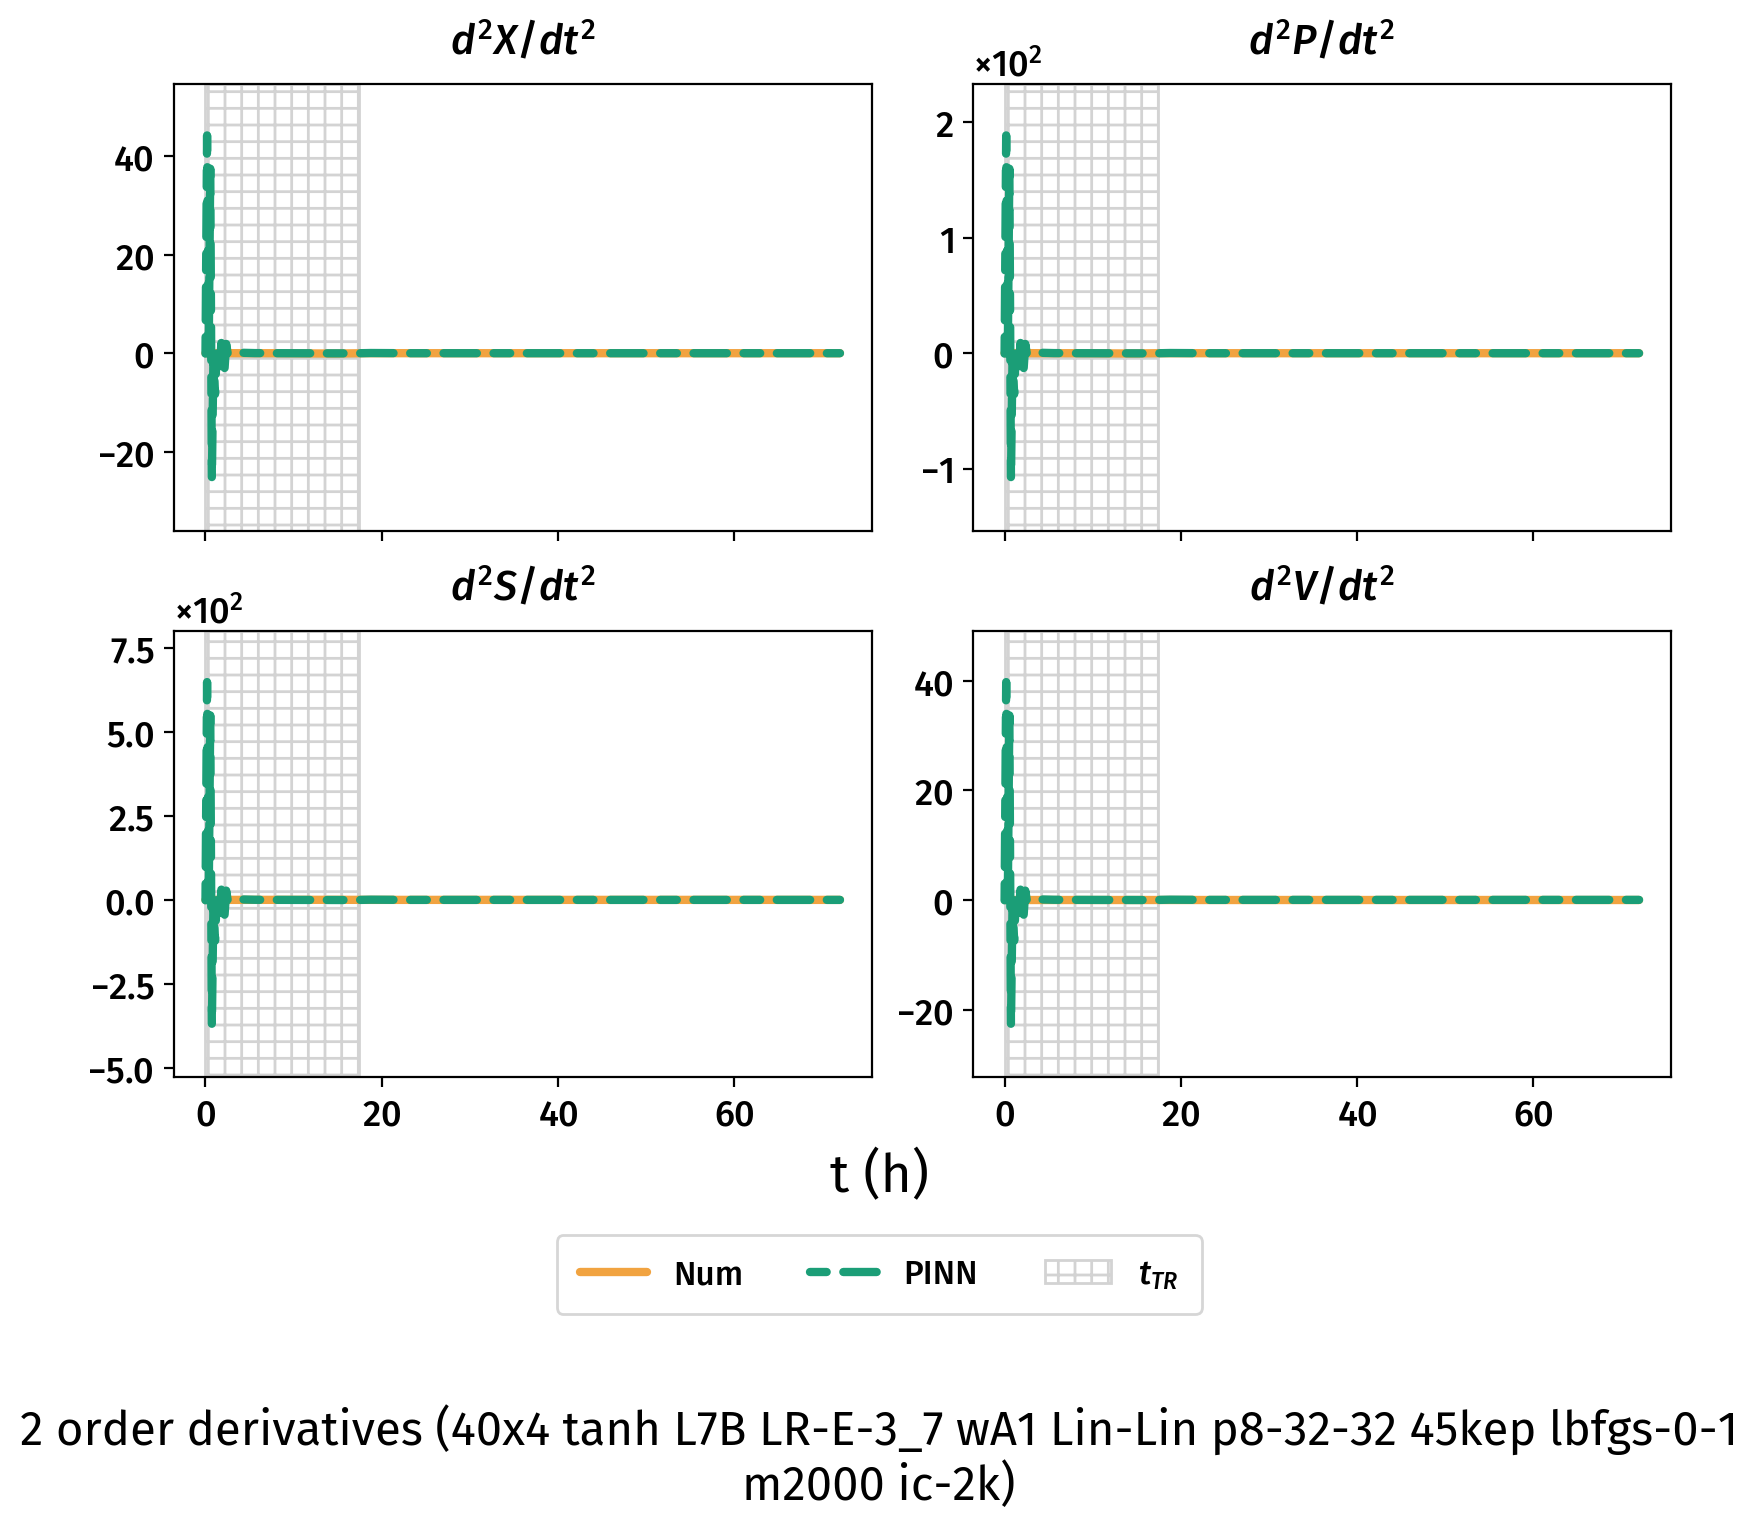 d²X/dt²
d²P/dt²
×10²
40
20
0
−20
2
1
0
−1
d²S/dt²
d²V/dt²
×10²
7.5
5.0
2.5
0.0
−2.5
−5.0
40
20
0
−20
0 20 40 60
0 20 40 60
t (h)
Num PINN t_TR
2 order derivatives (40x4 tanh L7B LR-E-3_7 wA1 Lin-Lin p8-32-32 45kep lbfgs-0-1
m2000 ic-2k)